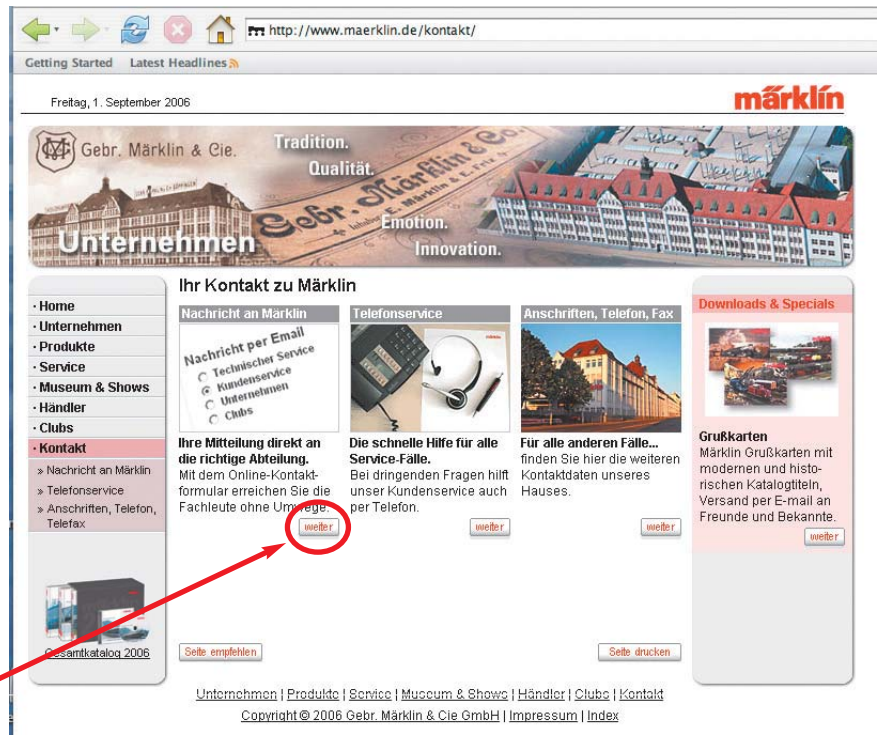 http://www.maerklin.de/kontakt/
Getting Started Latest Headlines
Freitag, 1. September 2006
märklín
Gebr. Märklin & Cie.
Tradition.
Qualität.
Emotion.
Innovation.
Gebr. Märklin & Co.
Unternehmen
· Home
· Unternehmen
· Produkte
· Service
· Museum & Shows
· Händler
· Clubs
· Kontakt
» Nachricht an Märklin
» Telefonservice
» Anschriften, Telefon,
Telefax
Gesamtkatalog 2006
Ihr Kontakt zu Märklin
Nachricht an Märklin
Nachricht per Email
Technischer Service
Kundenservice
Unternehmen
Clubs
Ihre Mitteilung direkt an
die richtige Abteilung.
Mit dem Online-Kontakt-
formular erreichen Sie die
Fachleute ohne Umwege.
weiter
Telefonservice
Die schnelle Hilfe für alle
Service-Fälle.
Bei dringenden Fragen hilft
unser Kundenservice auch
per Telefon.
weiter
Anschriften, Telefon, Fax
Für alle anderen Fälle...
finden Sie hier die weiteren
Kontaktdaten unseres
Hauses.
weiter
Downloads & Specials
Grußkarten
Märklin Grußkarten mit
modernen und histo-
rischen Katalogtiteln,
Versand per E-mail an
Freunde und Bekannte.
weiter
Seite empfehlen
Seite drucken
Unternehmen | Produkte | Service | Museum & Shows | Händler | Clubs | Kontakt
Copyright © 2006 Gebr. Märklin & Cie GmbH | Impressum | Index